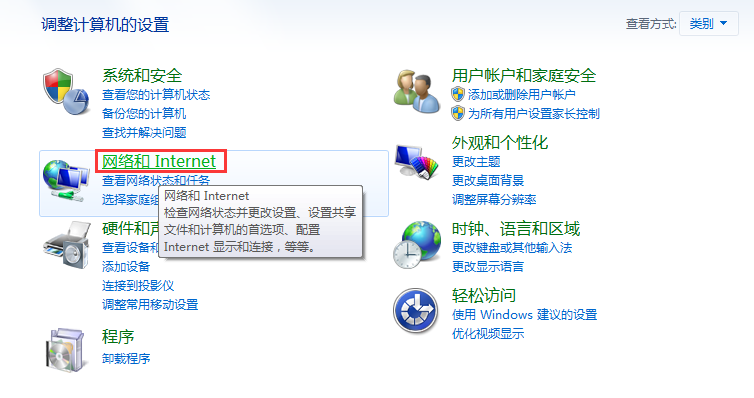 调整计算机的设置
查看方式: 类别
系统和安全
查看您的计算机状态
备份您的计算机
查找并解决问题
网络和 Internet
查看网络状态和任务
选择家庭组
网络和 Internet
检查网络状态并更改设置、设置共享
文件和计算机的首选项、配置
Internet 显示和连接，等等。
硬件和声
查看设备和
添加设备
连接到投影仪
调整常用移动设置
程序
卸载程序
用户帐户和家庭安全
添加或删除用户帐户
为所有用户设置家长控制
外观和个性化
更改主题
更改桌面背景
调整屏幕分辨率
时钟、语言和区域
更改键盘或其他输入法
更改显示语言
轻松访问
使用 Windows 建议的设置
优化视频显示